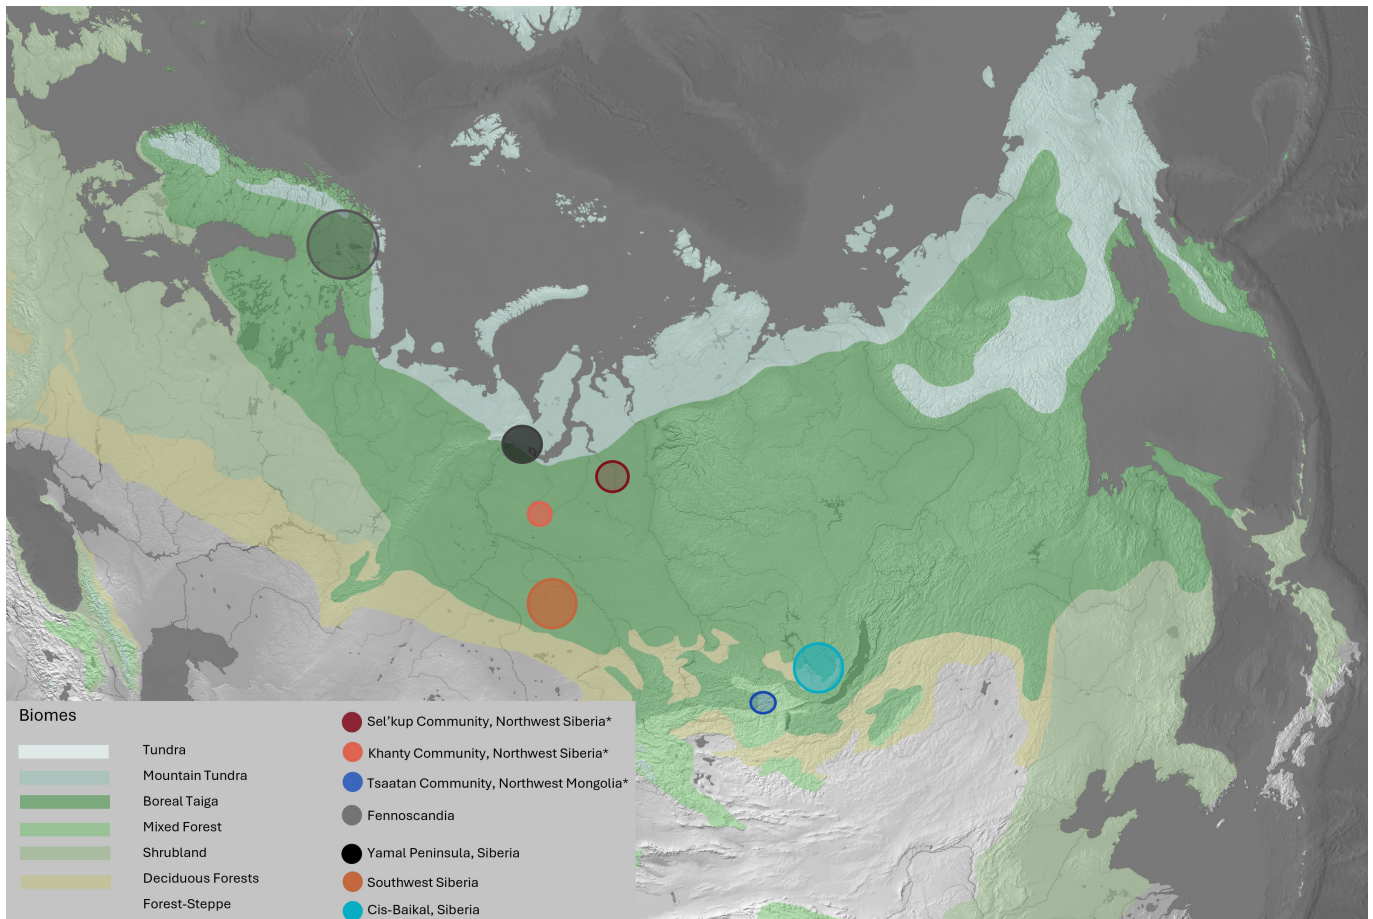 Biomes
Tundra
Mountain Tundra
Boreal Taiga
Mixed Forest
Shrubland
Deciduous Forests
Forest-Steppe
Sel’kup Community, Northwest Siberia*
Khanty Community, Northwest Siberia*
Tsaatan Community, Northwest Mongolia*
Fennoscandia
Yamal Peninsula, Siberia
Southwest Siberia
Cis-Baikal, Siberia